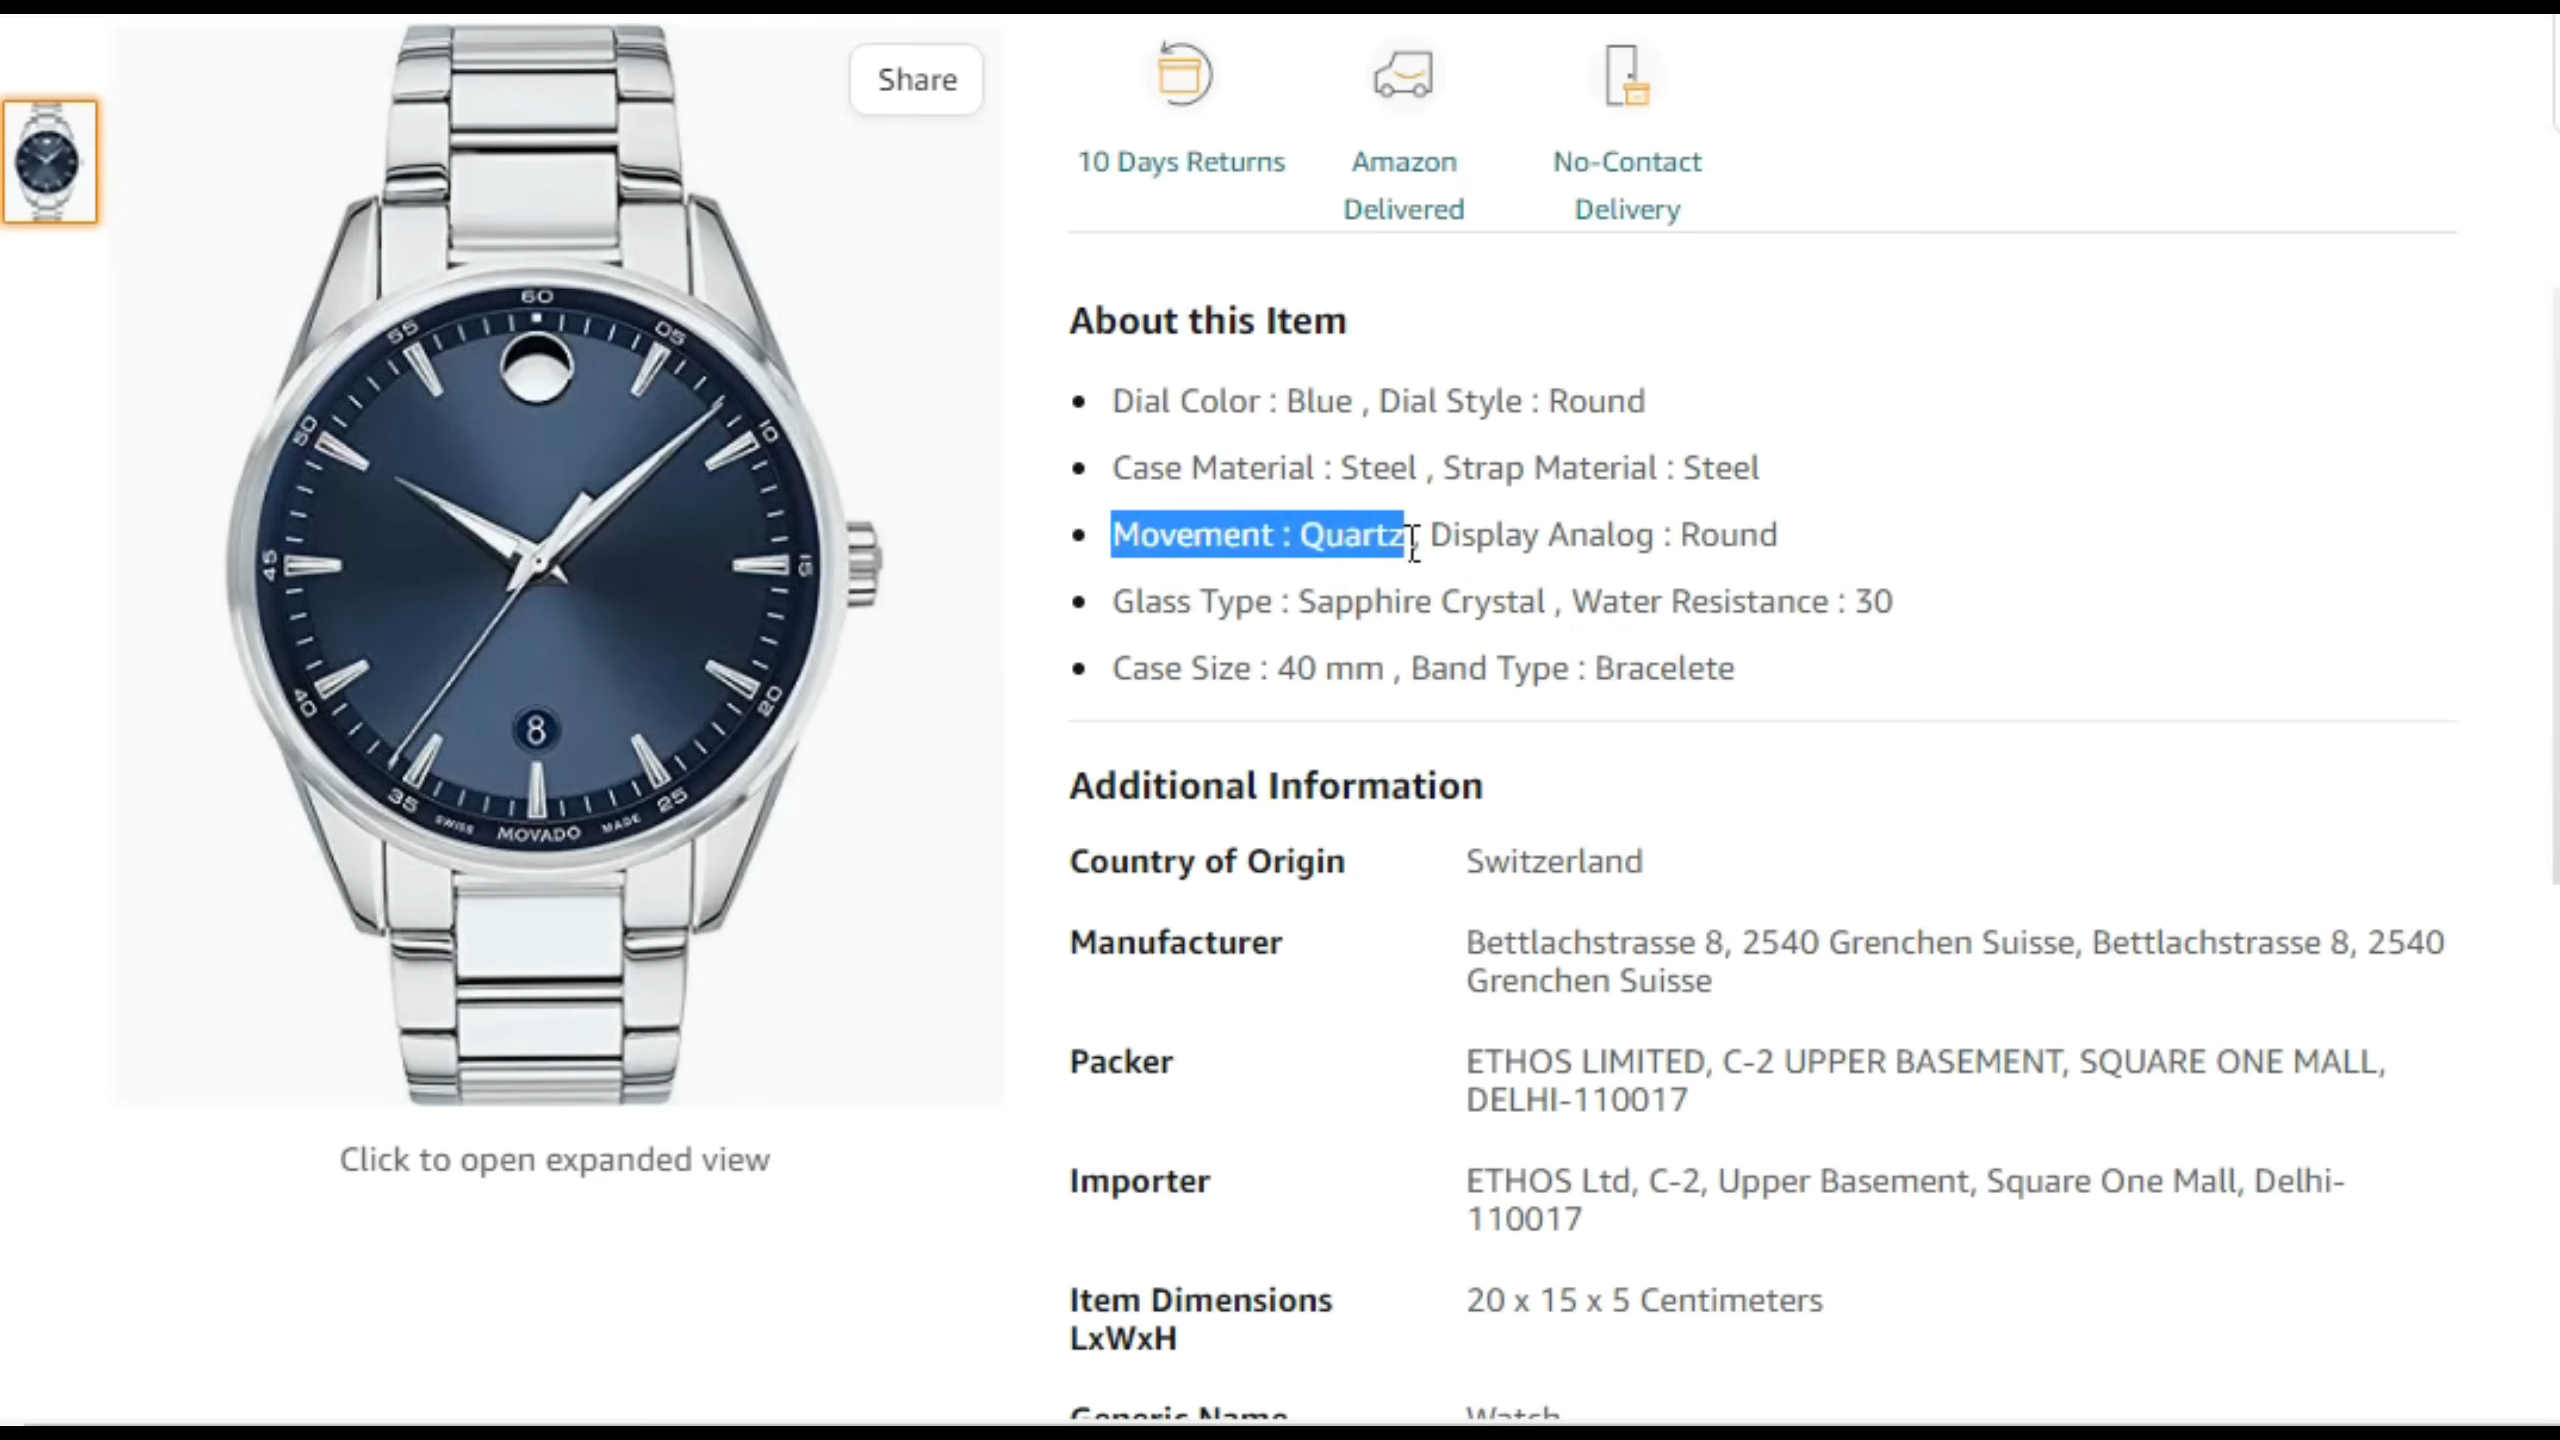 Share
60
55
05
50
10
45
15
40
20
8
35
25
SWISS MOVADO MADE
Click to open expanded view
10 Days Returns
Amazon
Delivered
No-Contact
Delivery
About this Item
Dial Color : Blue , Dial Style : Round
Case Material : Steel , Strap Material : Steel
Movement : Quartz , Display Analog : Round
Glass Type : Sapphire Crystal , Water Resistance : 30
Case Size : 40 mm , Band Type : Bracelete
Additional Information
Country of Origin Switzerland
Manufacturer Bettlachstrasse 8, 2540 Grenchen Suisse, Bettlachstrasse 8, 2540
Grenchen Suisse
Packer ETHOS LIMITED, C-2 UPPER BASEMENT, SQUARE ONE MALL,
DELHI-110017
Importer ETHOS Ltd, C-2, Upper Basement, Square One Mall, Delhi-
110017
Item Dimensions 20 x 15 x 5 Centimeters
LxWxH
Generic Name Watch